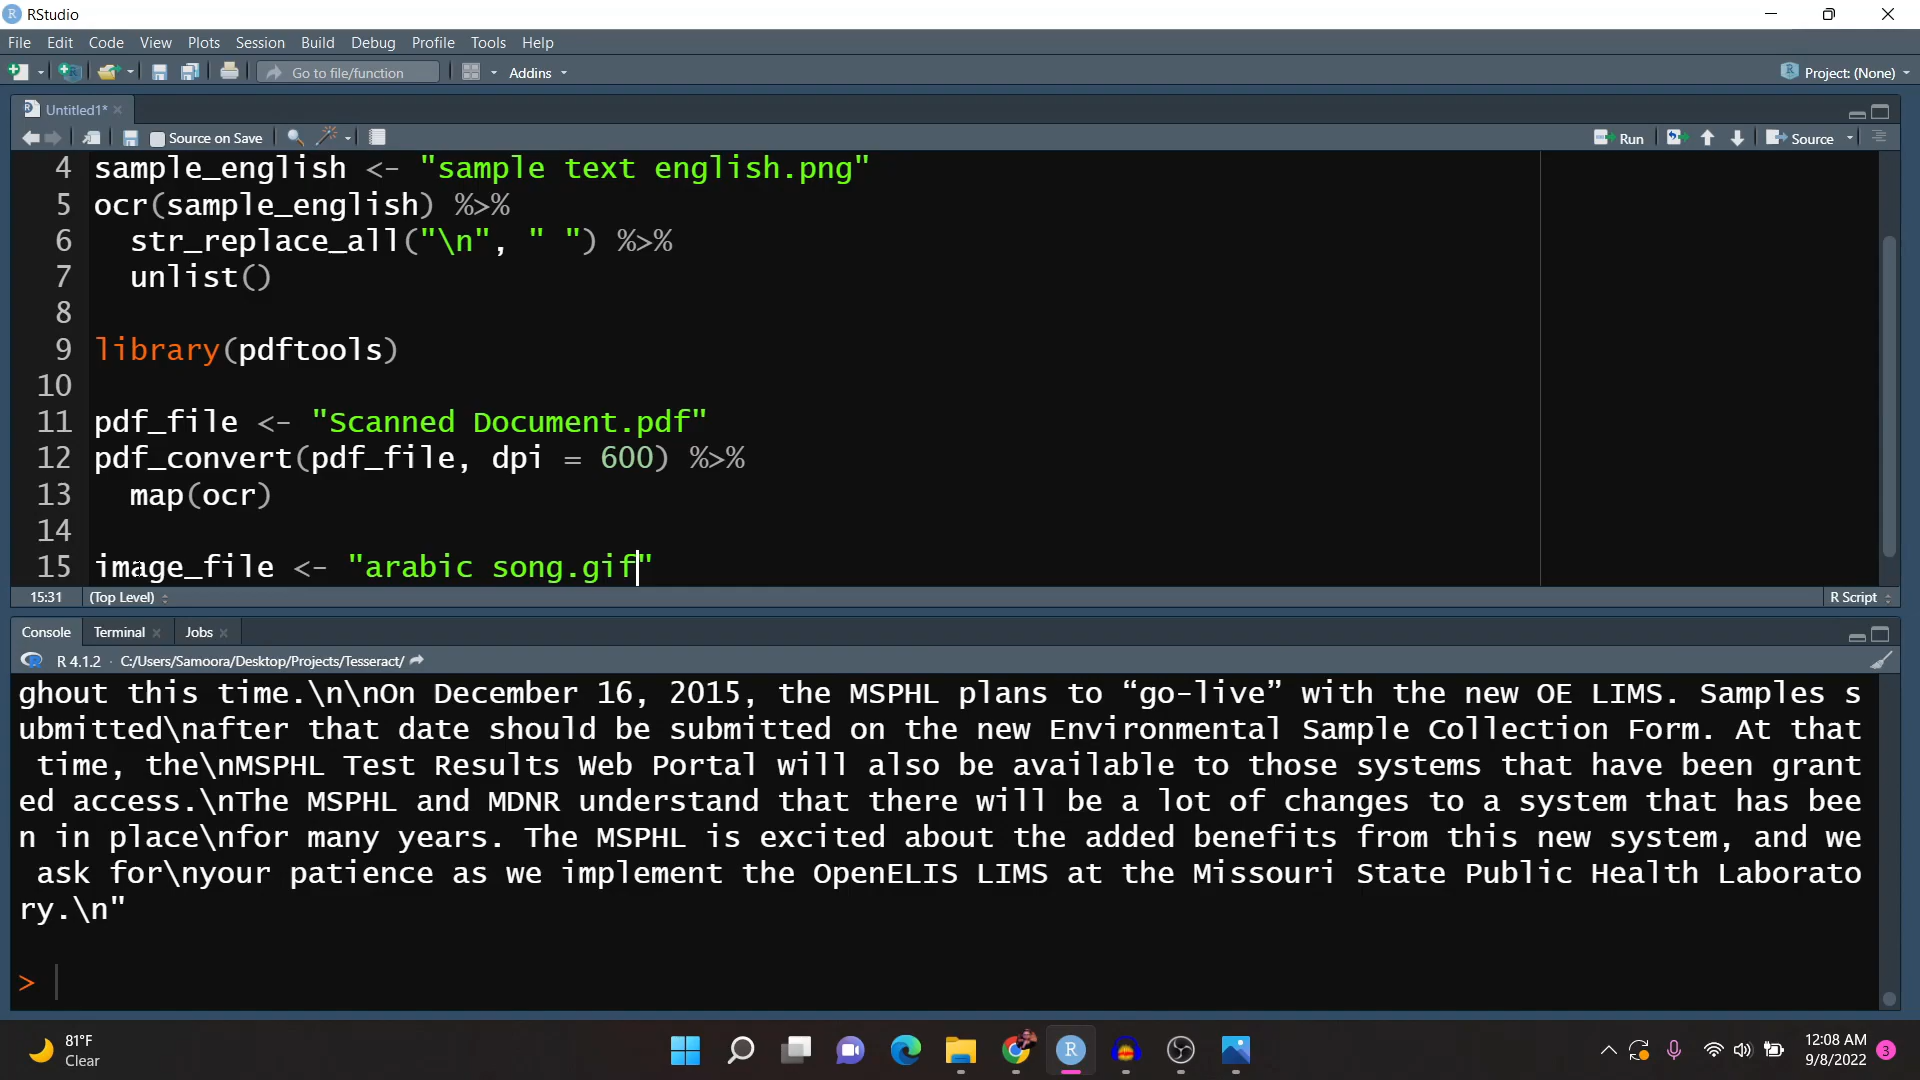 RStudio
File Edit Code View Plots Session Build Debug Profile Tools Help
Go to file/function Addins Project: (None)
Untitled1*
Source on Save Run Source
4 sample_english <- "sample text english.png"
5 ocr(sample_english) %>%
6 str_replace_all("\n", " ") %>%
7 unlist()
8
9 library(pdftools)
10
11 pdf_file <- "Scanned Document.pdf"
12 pdf_convert(pdf_file, dpi = 600) %>%
13 map(ocr)
14
15 image_file <- "arabic song.gif"
15:31 (Top Level) R Script
Console Terminal Jobs
R 4.1.2 · C:/Users/Samoora/Desktop/Projects/Tesseract/
ghout this time.\n\nOn December 16, 2015, the MSPHL plans to “go-live” with the new OE LIMS. Samples s
ubmitted\nafter that date should be submitted on the new Environmental Sample Collection Form. At that
time, the\nMSPHL Test Results Web Portal will also be available to those systems that have been grant
ed access.\nThe MSPHL and MDNR understand that there will be a lot of changes to a system that has bee
n in place\nfor many years. The MSPHL is excited about the added benefits from this new system, and we
ask for\nyour patience as we implement the OpenELIS LIMS at the Missouri State Public Health Laborato
ry.\n"
>
81°F
Clear
12:08 AM
9/8/2022
3